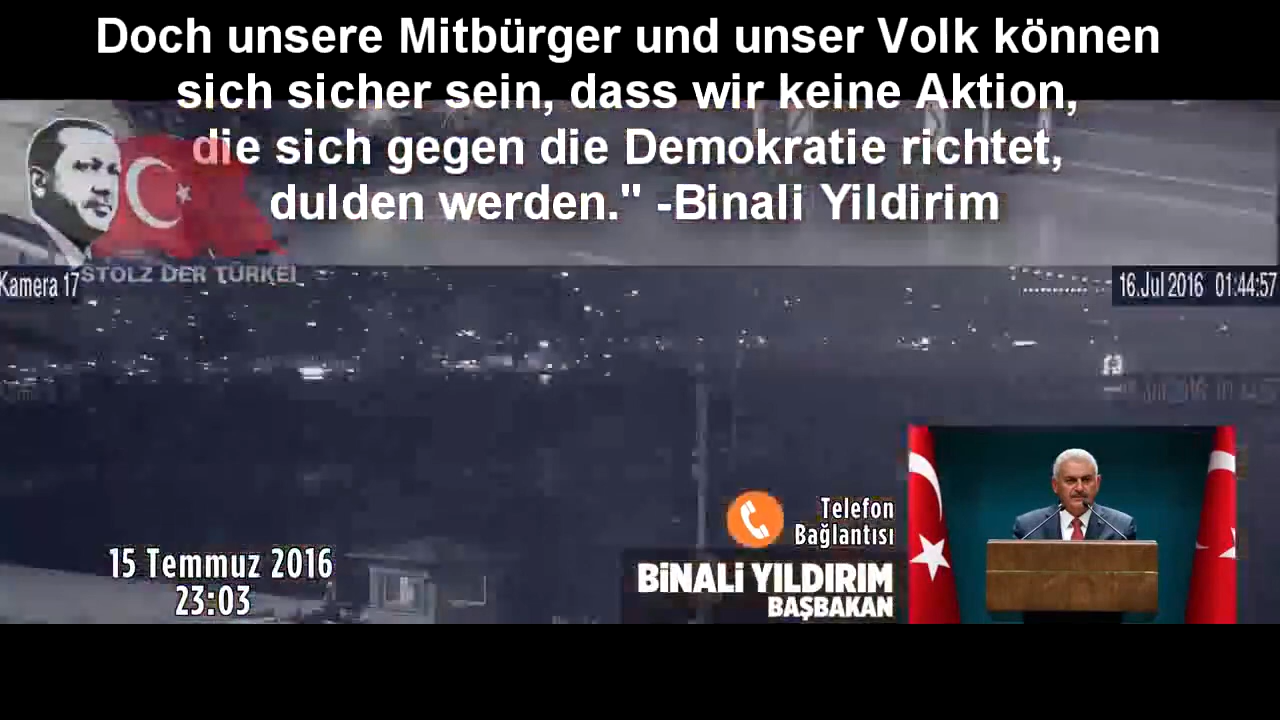 Doch unsere Mitbürger und unser Volk können
sich sicher sein, dass wir keine Aktion,
die sich gegen die Demokratie richtet,
dulden werden." -Binali Yildirim
STOLZ DER TÜRKEI
Kamera 17
16.Jul 2016 01:44:57
Telefon
Bağlantısı
BİNALİ YILDIRIM
BAŞBAKAN
15 Temmuz 2016
23:03